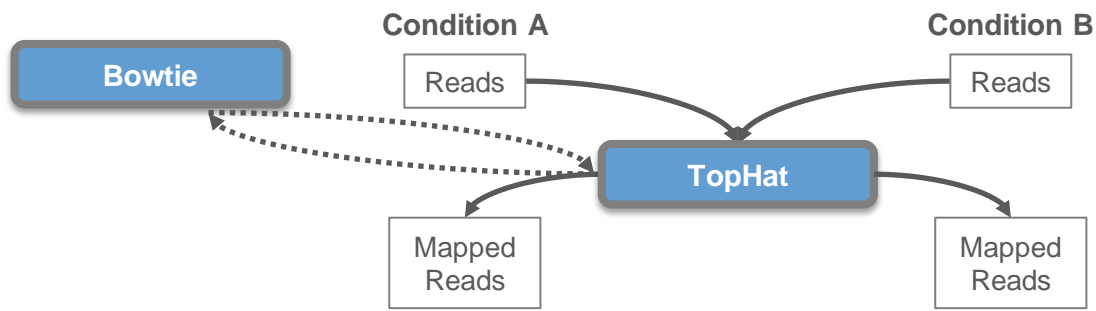 Condition A
Condition B
Bowtie
Reads
Reads
TopHat
Mapped
Reads
Mapped
Reads